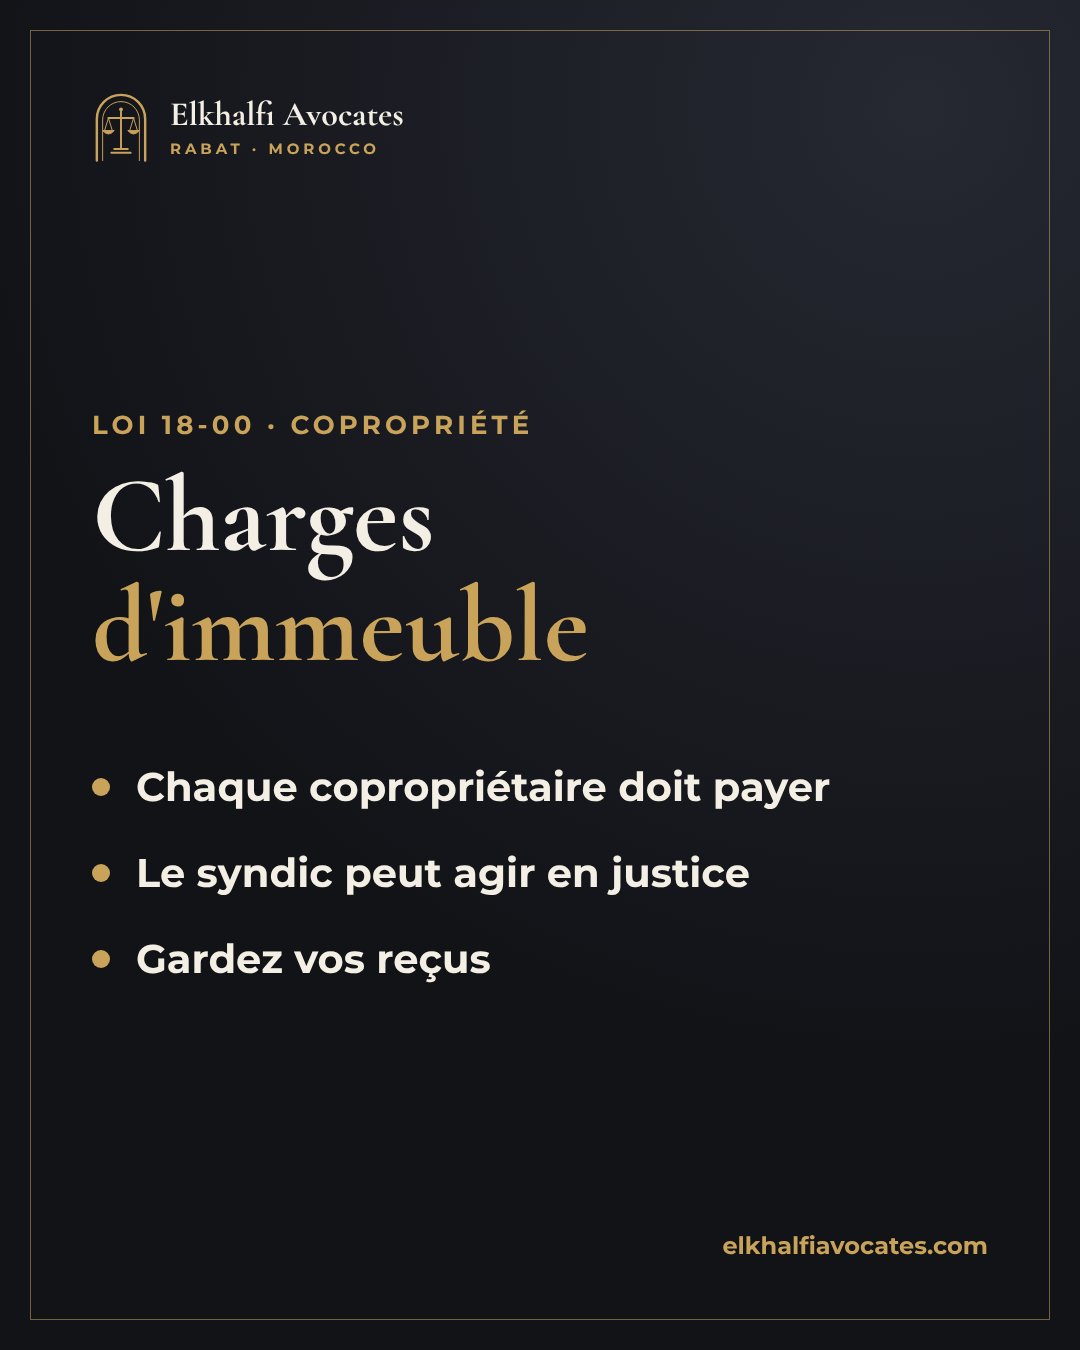 Elkhalfi Avocates
RABAT · MOROCCO
LOI 18-00 · COPROPRIÉTÉ
Charges
d'immeuble
Chaque copropriétaire doit payer
Le syndic peut agir en justice
Gardez vos reçus
elkhalfiavocates.com